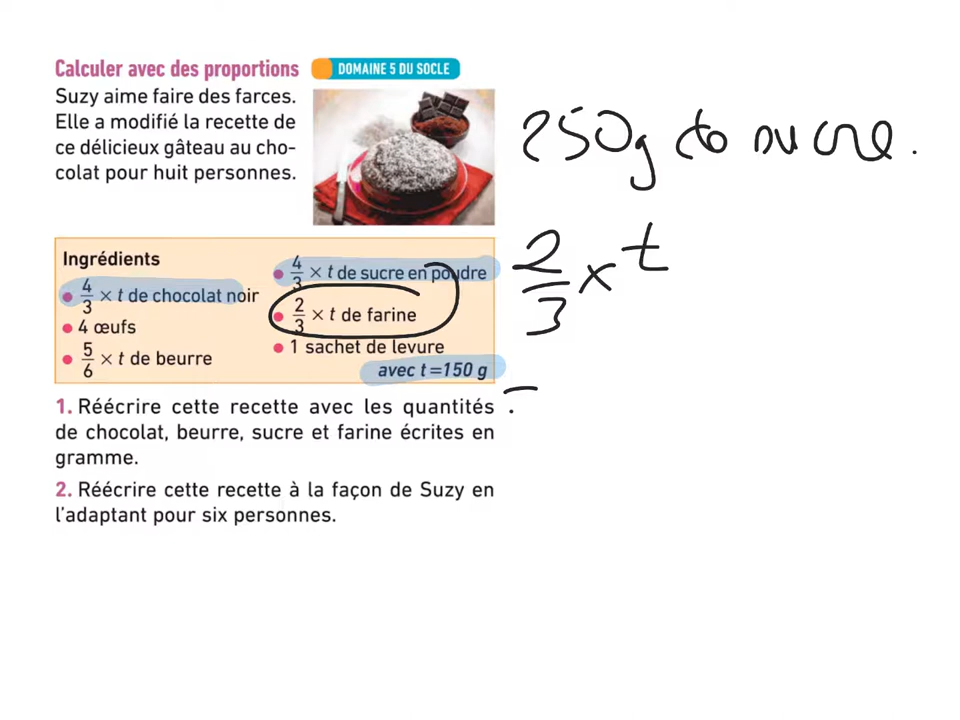 Calculer avec des proportions DOMAINE 5 DU SOCLE
Suzy aime faire des farces.
Elle a modifié la recette de
ce délicieux gâteau au cho-
colat pour huit personnes.
Ingrédients
4/3 × t de chocolat noir
4 œufs
5/6 × t de beurre
4/3 × t de sucre en poudre
2/3 × t de farine
1 sachet de levure
avec t=150 g
1. Réécrire cette recette avec les quantités
de chocolat, beurre, sucre et farine écrites en
gramme.
2. Réécrire cette recette à la façon de Suzy en
l'adaptant pour six personnes.
250g de sucre.
2/3 × t